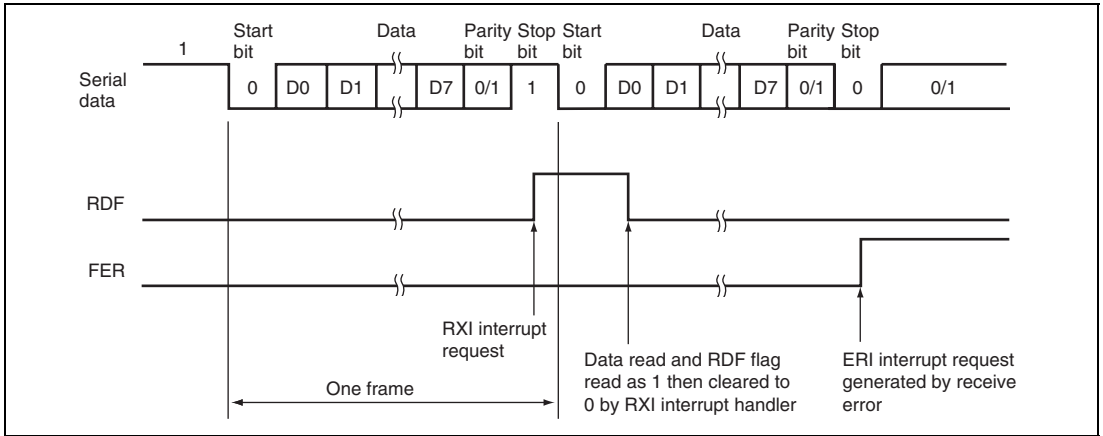 Start Data Parity Stop Start Data Parity Stop
1 bit bit bit bit bit bit
Serial
data
0 D0 D1 D7 0/1 1 0 D0 D1 D7 0/1 0 0/1
RDF
FER
RXI interrupt
request
Data read and RDF flag
read as 1 then cleared to
0 by RXI interrupt handler
ERI interrupt request
generated by receive
error
One frame